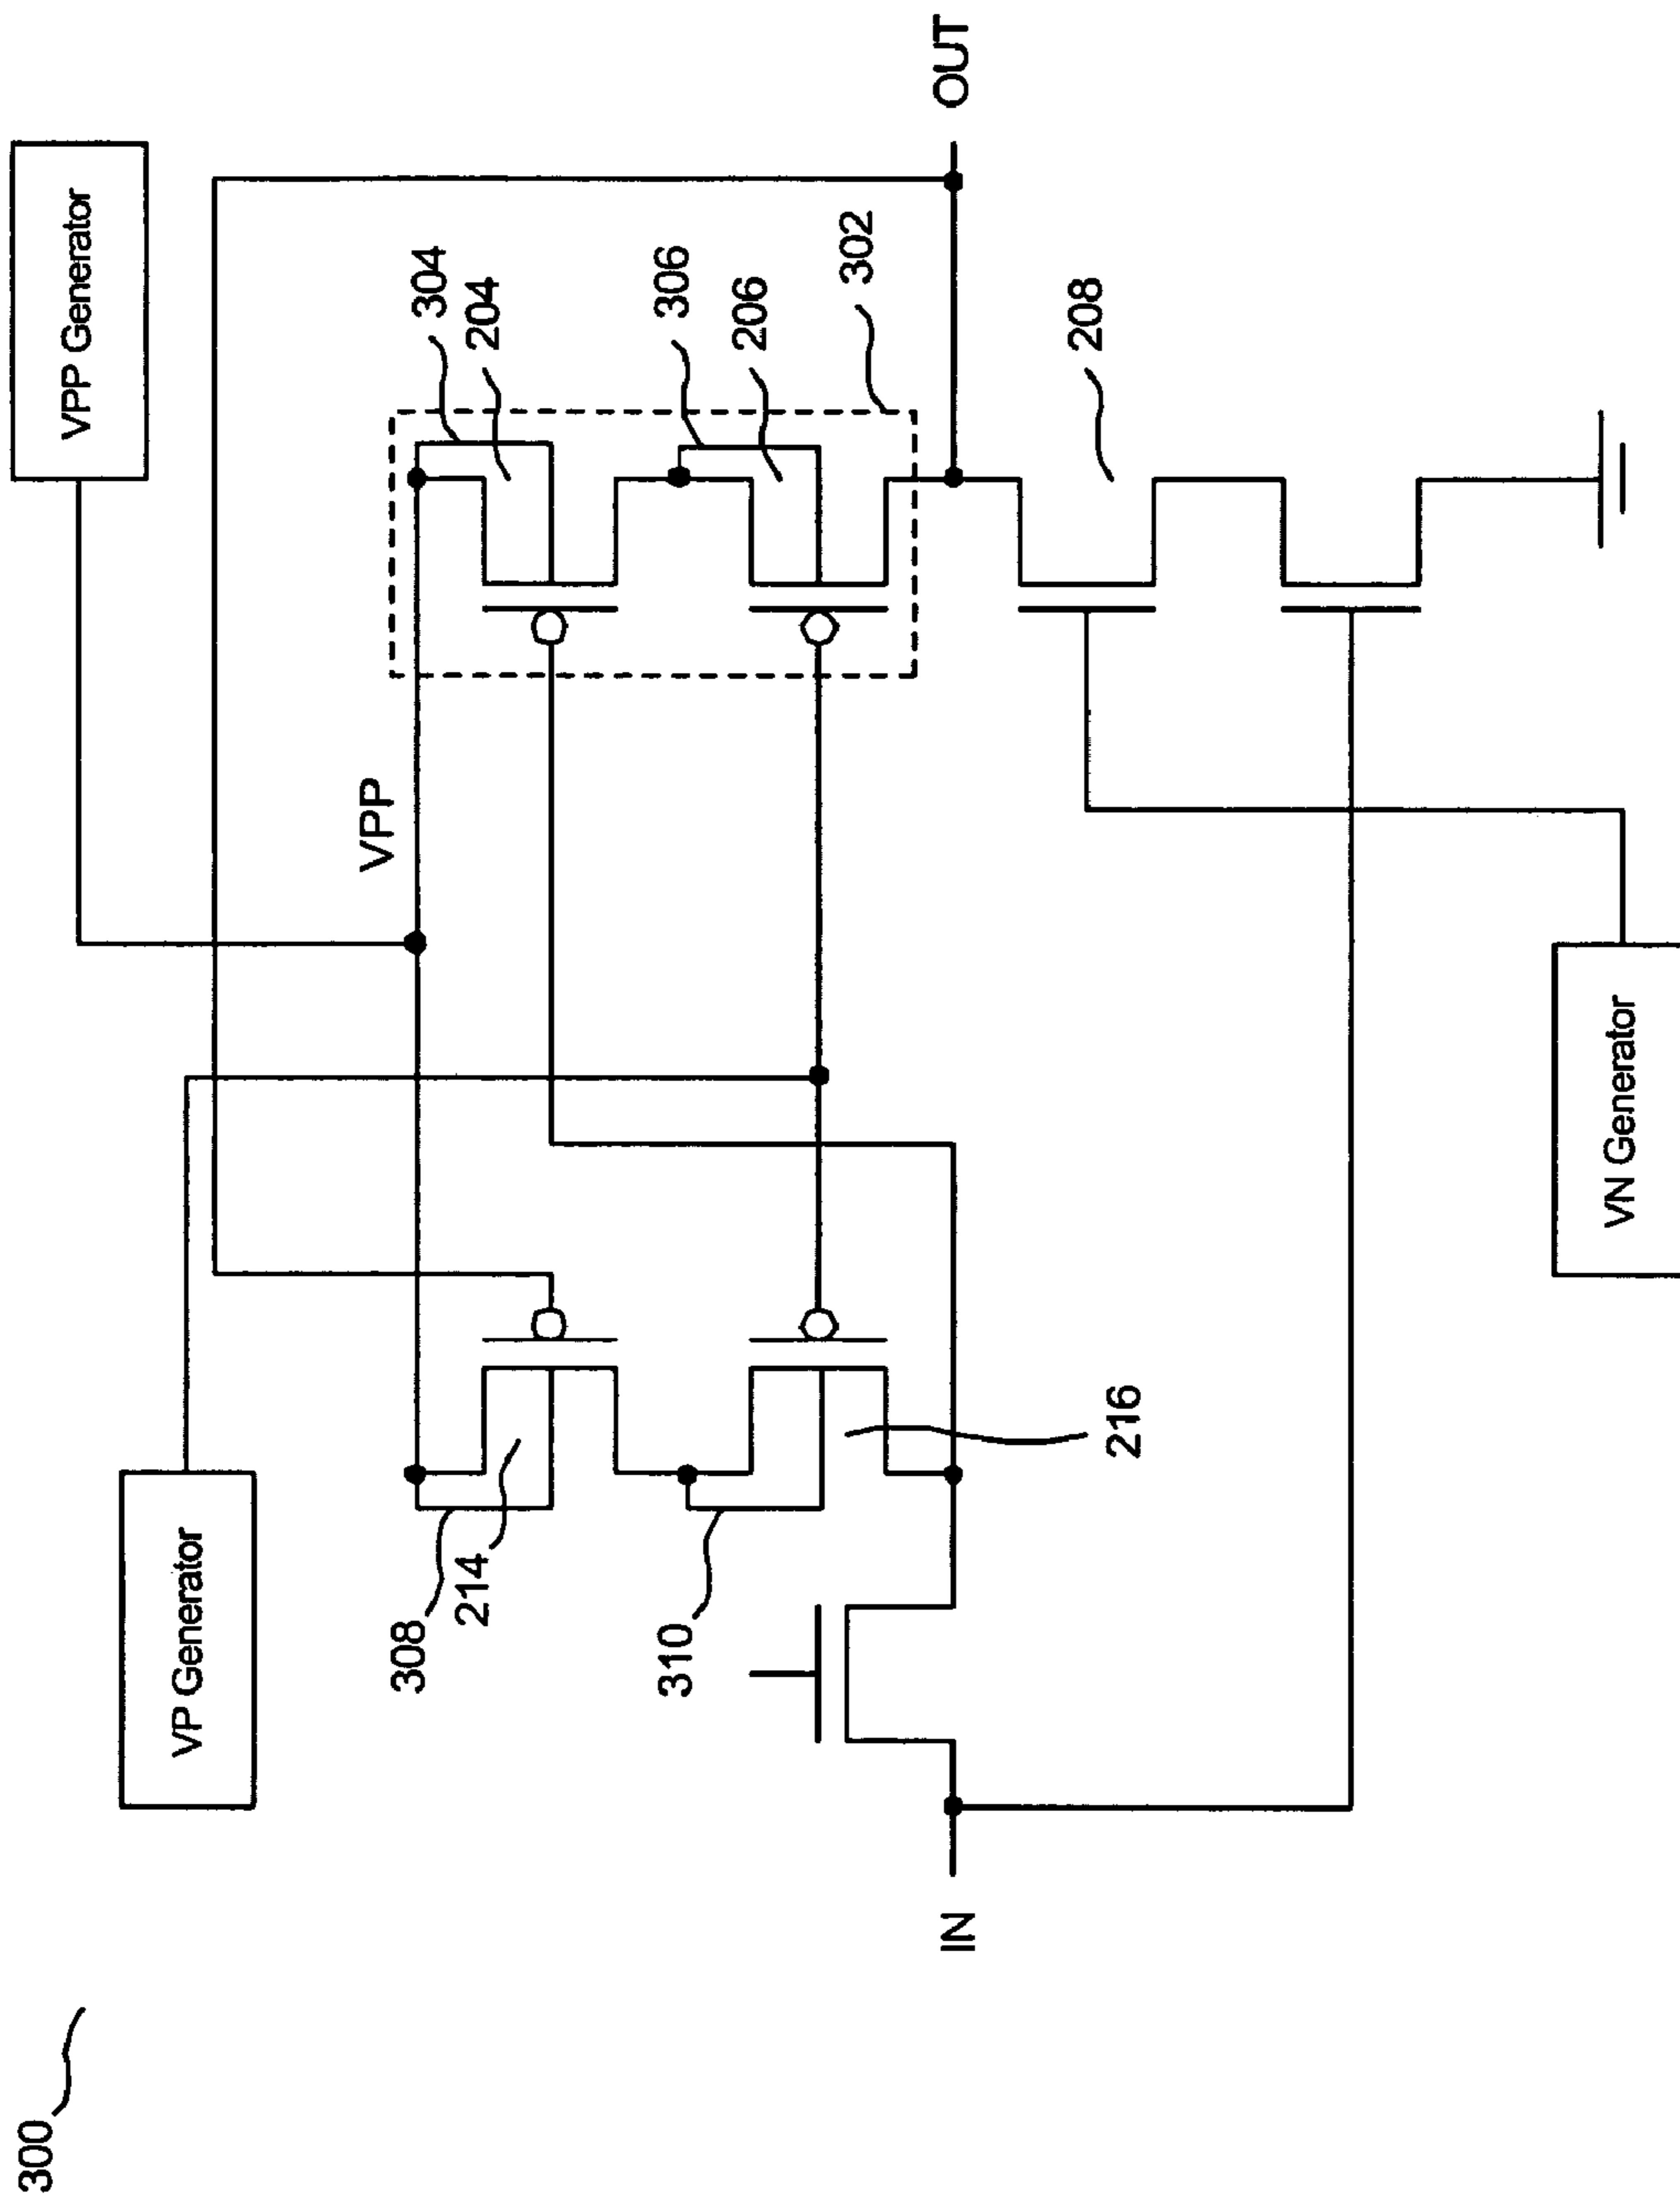 300
VP Generator
VPP Generator
VPP
308
214
310
216
304
204
306
206
302
208
IN
OUT
VN Generator